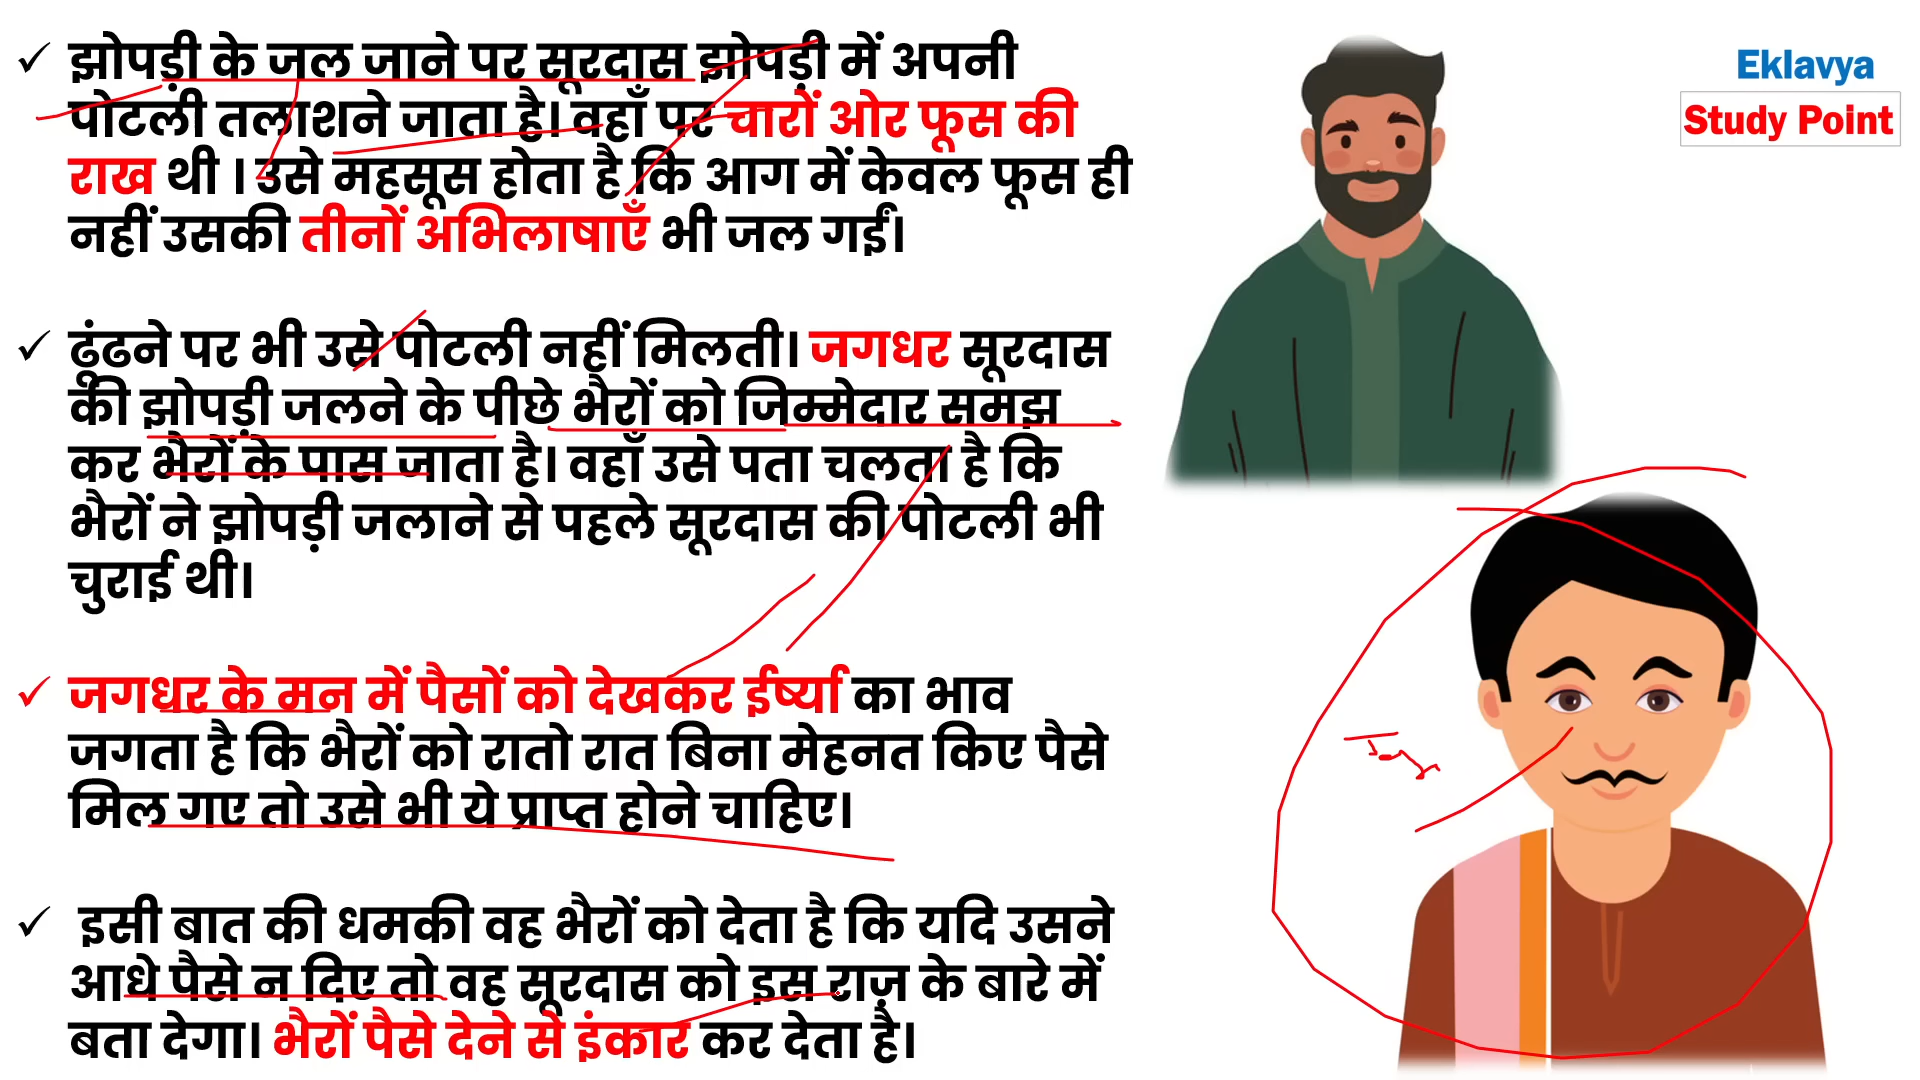 झोपड़ी के जल जाने पर सूरदास झोपड़ी में अपनी
पोटली तलाशने जाता है। वहाँ पर चारों ओर फूस की
राख थी । उसे महसूस होता है कि आग में केवल फूस ही
नहीं उसकी तीनों अभिलाषाएँ भी जल गईं।
ढूंढने पर भी उसे पोटली नहीं मिलती। जगधर सूरदास
की झोपड़ी जलने के पीछे भैरों को जिम्मेदार समझ
कर भैरों के पास जाता है। वहाँ उसे पता चलता है कि
भैरों ने झोपड़ी जलाने से पहले सूरदास की पोटली भी
चुराई थी।
जगधर के मन में पैसों को देखकर ईर्ष्या का भाव
जगता है कि भैरों को रातो रात बिना मेहनत किए पैसे
मिल गए तो उसे भी ये प्राप्त होने चाहिए।
इसी बात की धमकी वह भैरों को देता है कि यदि उसने
आधे पैसे न दिए तो वह सूरदास को इस राज़ के बारे में
बता देगा। भैरों पैसे देने से इंकार कर देता है।
Eklavya
Study Point